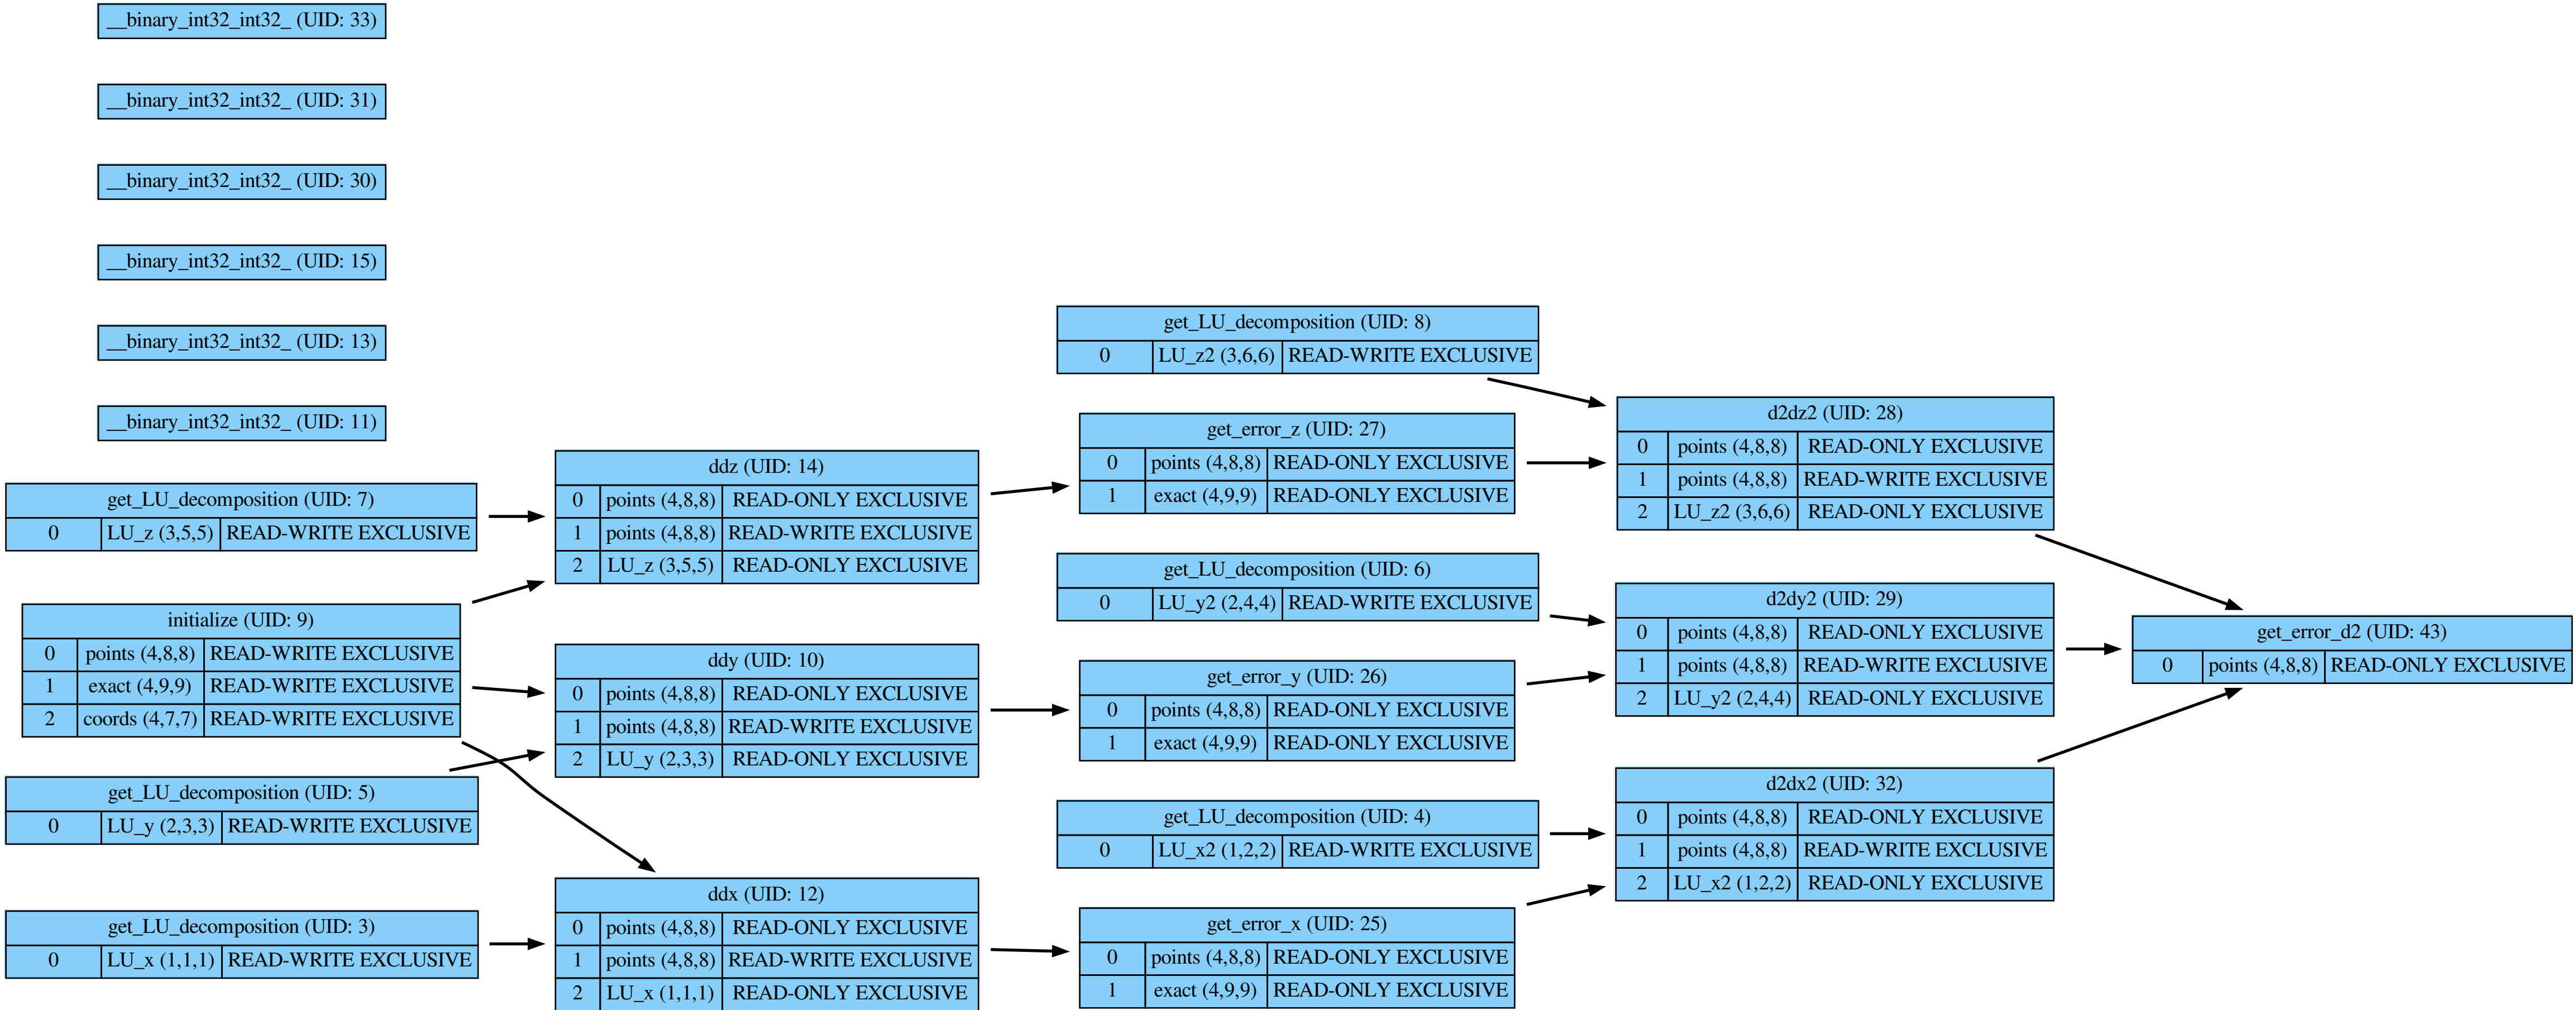 __binary_int32_int32_ (UID: 33)
__binary_int32_int32_ (UID: 31)
__binary_int32_int32_ (UID: 30)
__binary_int32_int32_ (UID: 15)
__binary_int32_int32_ (UID: 13)
__binary_int32_int32_ (UID: 11)
get_LU_decomposition (UID: 7)
0 LU_z (3,5,5) READ-WRITE EXCLUSIVE
initialize (UID: 9)
0 points (4,8,8) READ-WRITE EXCLUSIVE
1 exact (4,9,9) READ-WRITE EXCLUSIVE
2 coords (4,7,7) READ-WRITE EXCLUSIVE
get_LU_decomposition (UID: 5)
0 LU_y (2,3,3) READ-WRITE EXCLUSIVE
get_LU_decomposition (UID: 3)
0 LU_x (1,1,1) READ-WRITE EXCLUSIVE
ddz (UID: 14)
0 points (4,8,8) READ-ONLY EXCLUSIVE
1 points (4,8,8) READ-WRITE EXCLUSIVE
2 LU_z (3,5,5) READ-ONLY EXCLUSIVE
ddy (UID: 10)
0 points (4,8,8) READ-ONLY EXCLUSIVE
1 points (4,8,8) READ-WRITE EXCLUSIVE
2 LU_y (2,3,3) READ-ONLY EXCLUSIVE
ddx (UID: 12)
0 points (4,8,8) READ-ONLY EXCLUSIVE
1 points (4,8,8) READ-WRITE EXCLUSIVE
2 LU_x (1,1,1) READ-ONLY EXCLUSIVE
get_LU_decomposition (UID: 8)
0 LU_z2 (3,6,6) READ-WRITE EXCLUSIVE
get_error_z (UID: 27)
0 points (4,8,8) READ-ONLY EXCLUSIVE
1 exact (4,9,9) READ-ONLY EXCLUSIVE
get_LU_decomposition (UID: 6)
0 LU_y2 (2,4,4) READ-WRITE EXCLUSIVE
get_error_y (UID: 26)
0 points (4,8,8) READ-ONLY EXCLUSIVE
1 exact (4,9,9) READ-ONLY EXCLUSIVE
get_LU_decomposition (UID: 4)
0 LU_x2 (1,2,2) READ-WRITE EXCLUSIVE
get_error_x (UID: 25)
0 points (4,8,8) READ-ONLY EXCLUSIVE
1 exact (4,9,9) READ-ONLY EXCLUSIVE
d2dz2 (UID: 28)
0 points (4,8,8) READ-ONLY EXCLUSIVE
1 points (4,8,8) READ-WRITE EXCLUSIVE
2 LU_z2 (3,6,6) READ-ONLY EXCLUSIVE
d2dy2 (UID: 29)
0 points (4,8,8) READ-ONLY EXCLUSIVE
1 points (4,8,8) READ-WRITE EXCLUSIVE
2 LU_y2 (2,4,4) READ-ONLY EXCLUSIVE
d2dx2 (UID: 32)
0 points (4,8,8) READ-ONLY EXCLUSIVE
1 points (4,8,8) READ-WRITE EXCLUSIVE
2 LU_x2 (1,2,2) READ-ONLY EXCLUSIVE
get_error_d2 (UID: 43)
0 points (4,8,8) READ-ONLY EXCLUSIVE